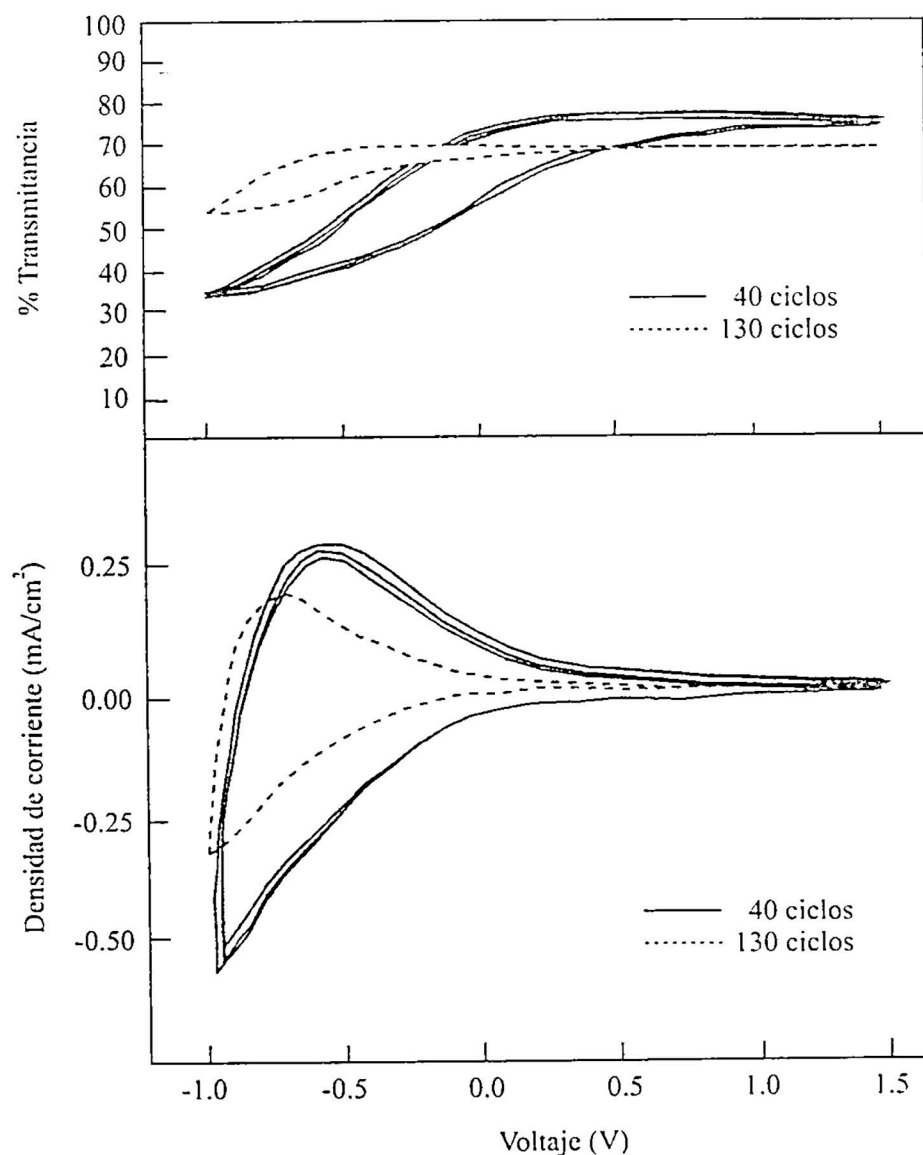 100
90
80
70
60
50
40
30
20
10
% Transmitancia
40 ciclos
130 ciclos
0.25
0.00
-0.25
-0.50
Densidad de corriente (mA/cm²)
40 ciclos
130 ciclos
-1.0 -0.5 0.0 0.5 1.0 1.5
Voltaje (V)